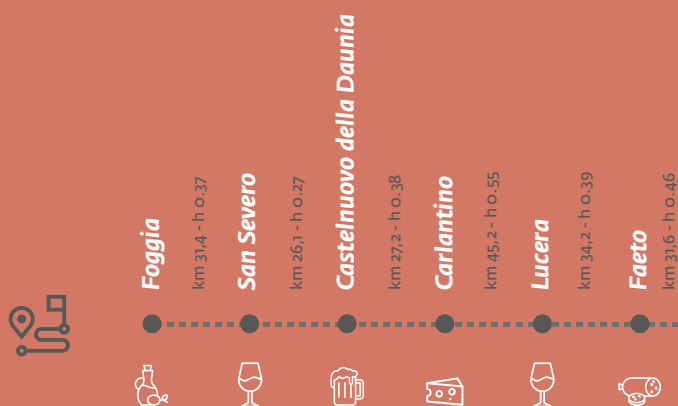 Foggia
km 31,4 - h 0.37
San Severo
km 26,1 - h 0.27
Castelnuovo della Daunia
km 27,2 - h 0.38
Carlantino
km 45,2 - h 0.55
Lucera
km 34,2 - h 0.39
Faeto
km 31,6 - h 0.46